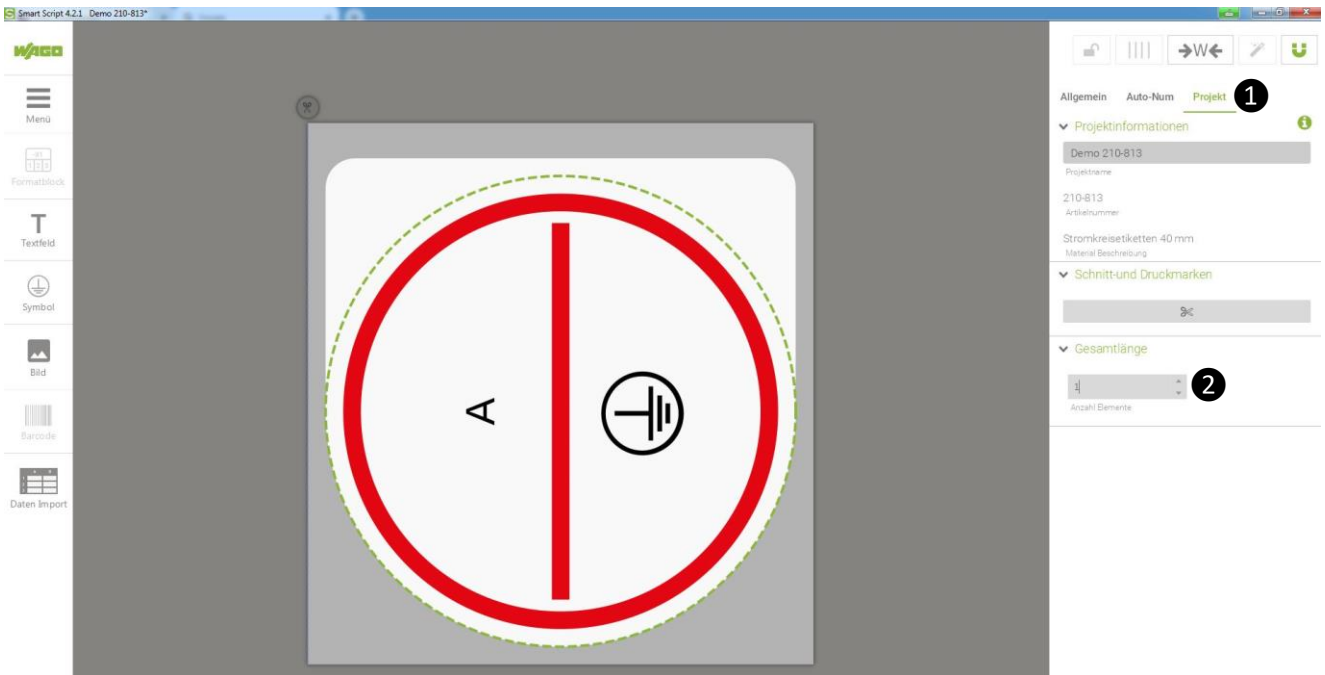 Smart Script 4.2.1 Demo 210-813*
WAGO
Menü
Formatblock
T
Textfeld
Symbol
Bild
Barcode
Daten Import
A
→W←
Allgemein Auto-Num Projekt 1
Projektinformationen
Demo 210-813
Projektname
210-813
Artikelnummer
Stromkreisetiketten 40 mm
Material Beschreibung
Schnitt-und Druckmarken
Gesamtlänge
1 2
Anzahl Elemente